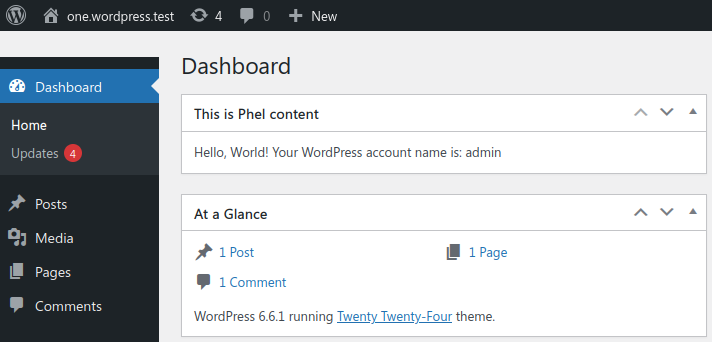 one.wordpress.test 4 0 New
Dashboard
Home
Updates 4
Posts
Media
Pages
Comments
Dashboard
This is Phel content
Hello, World! Your WordPress account name is: admin
At a Glance
1 Post 1 Page
1 Comment
WordPress 6.6.1 running Twenty Twenty-Four theme.